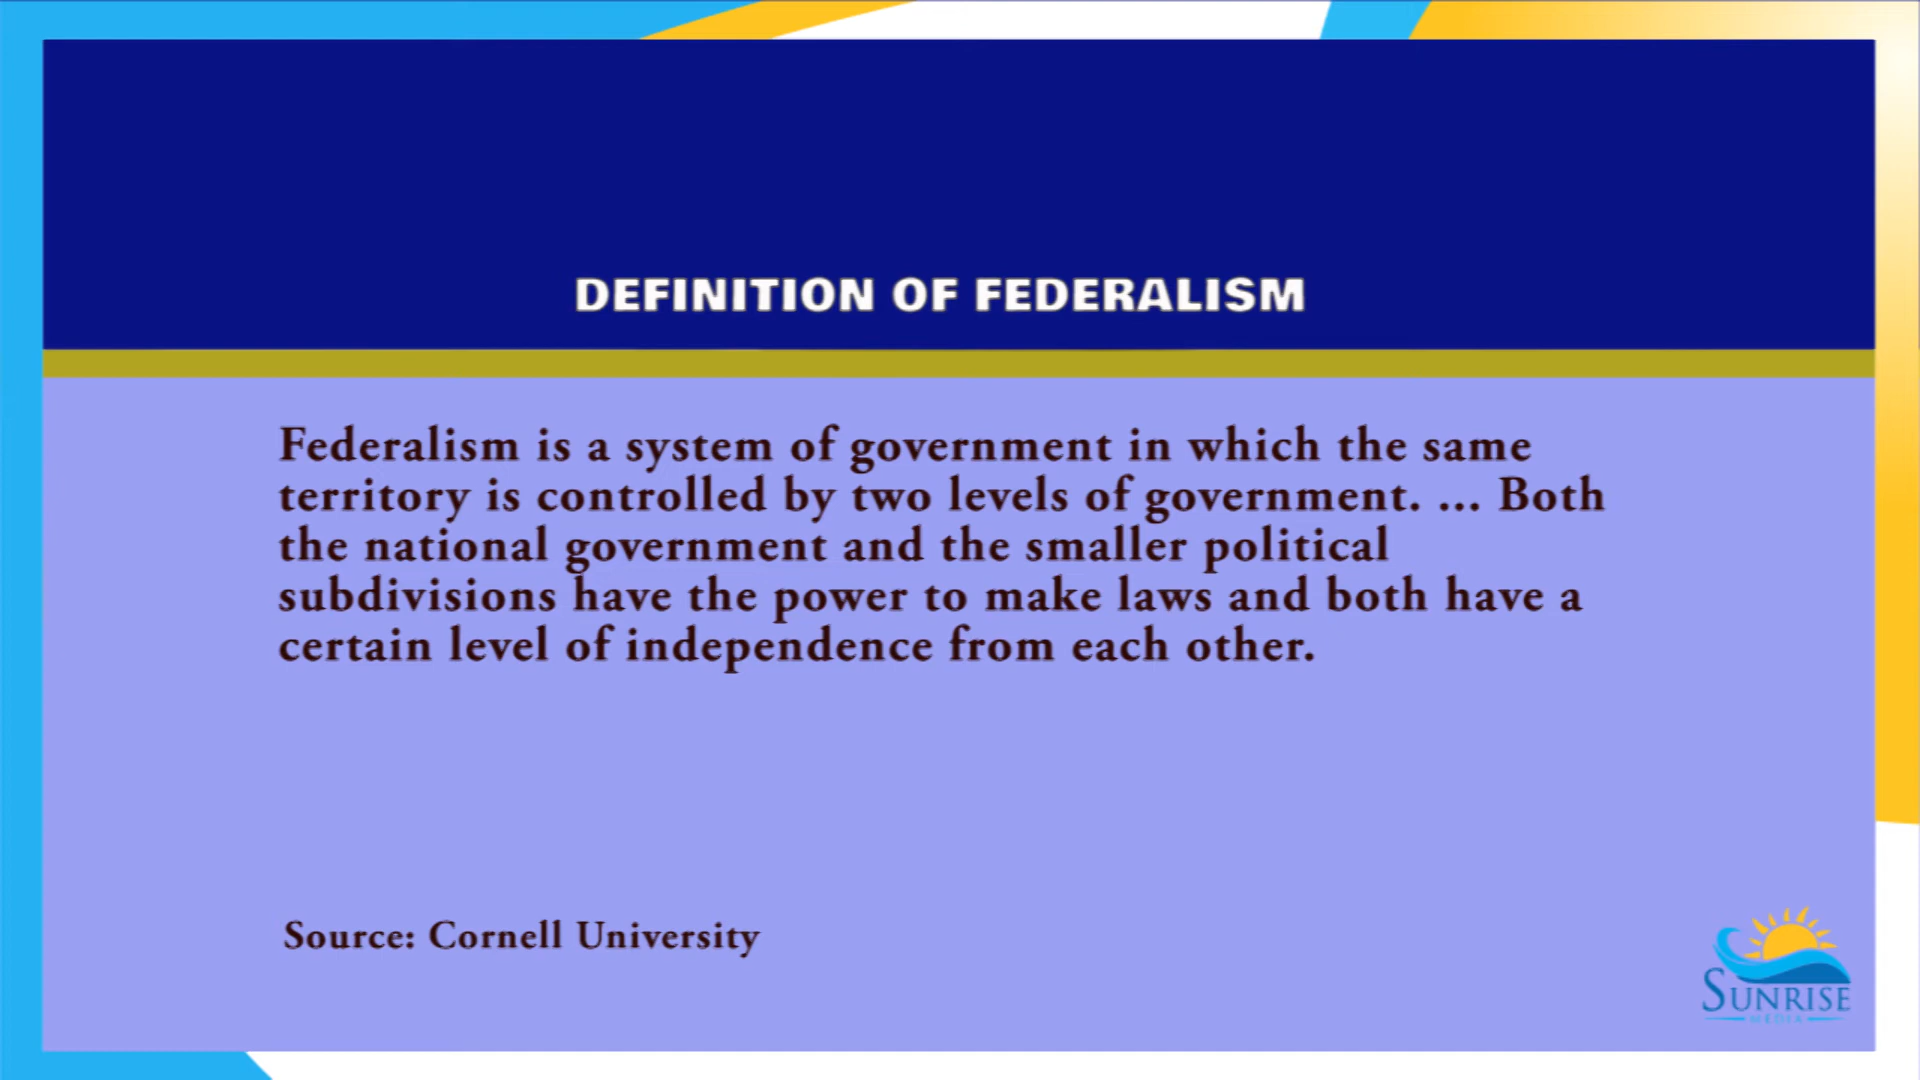 DEFINITION OF FEDERALISM
Federalism is a system of government in which the same
territory is controlled by two levels of government. ... Both
the national government and the smaller political
subdivisions have the power to make laws and both have a
certain level of independence from each other.
Source: Cornell University
SUNRISE
MEDIA